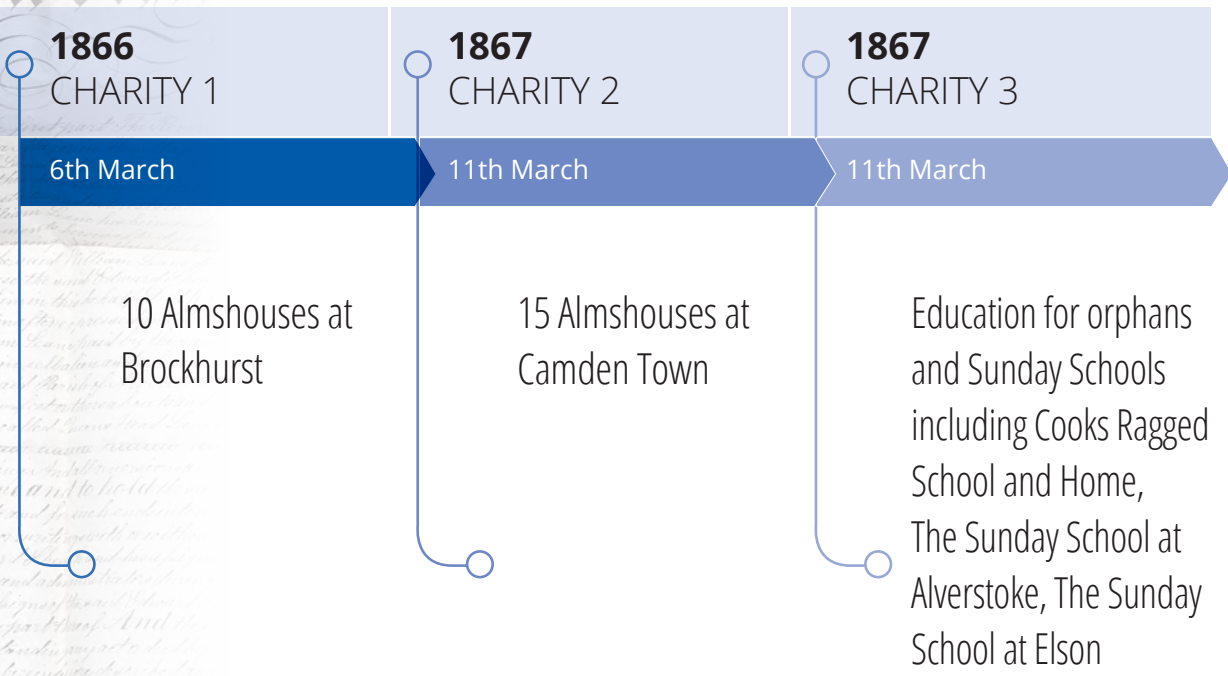 1866
CHARITY 1
6th March
10 Almshouses at
Brockhurst
1867
CHARITY 2
11th March
15 Almshouses at
Camden Town
1867
CHARITY 3
11th March
Education for orphans
and Sunday Schools
including Cooks Ragged
School and Home,
The Sunday School at
Alverstoke, The Sunday
School at Elson